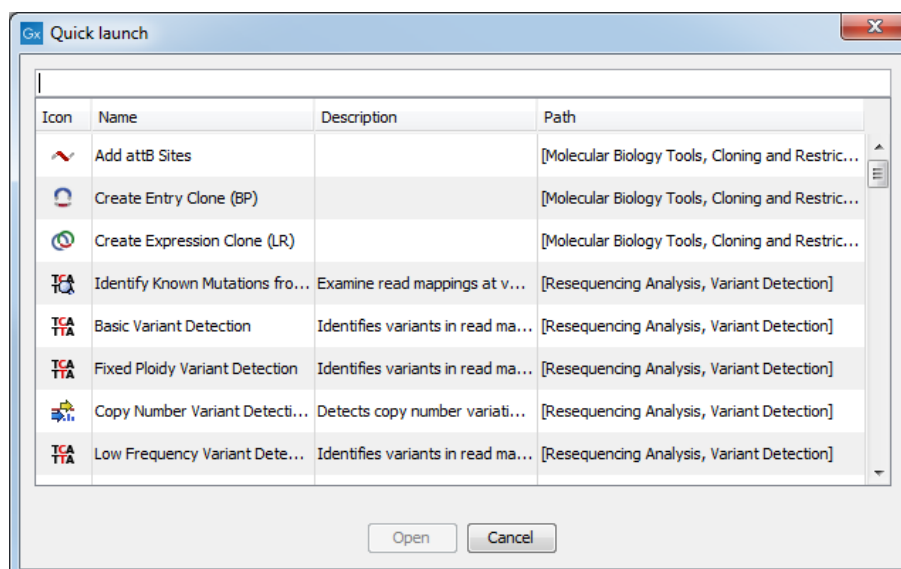 Gx Quick launch
Icon Name Description Path
Add attB Sites [Molecular Biology Tools, Cloning and Restric...
Create Entry Clone (BP) [Molecular Biology Tools, Cloning and Restric...
Create Expression Clone (LR) [Molecular Biology Tools, Cloning and Restric...
TCA Identify Known Mutations fro... Examine read mappings at v... [Resequencing Analysis, Variant Detection]
TCA TTA Basic Variant Detection Identifies variants in read ma... [Resequencing Analysis, Variant Detection]
TCA TTA Fixed Ploidy Variant Detection Identifies variants in read ma... [Resequencing Analysis, Variant Detection]
Copy Number Variant Detecti... Detects copy number variati... [Resequencing Analysis, Variant Detection]
TCA TTA Low Frequency Variant Dete... Identifies variants in read ma... [Resequencing Analysis, Variant Detection]
Open Cancel